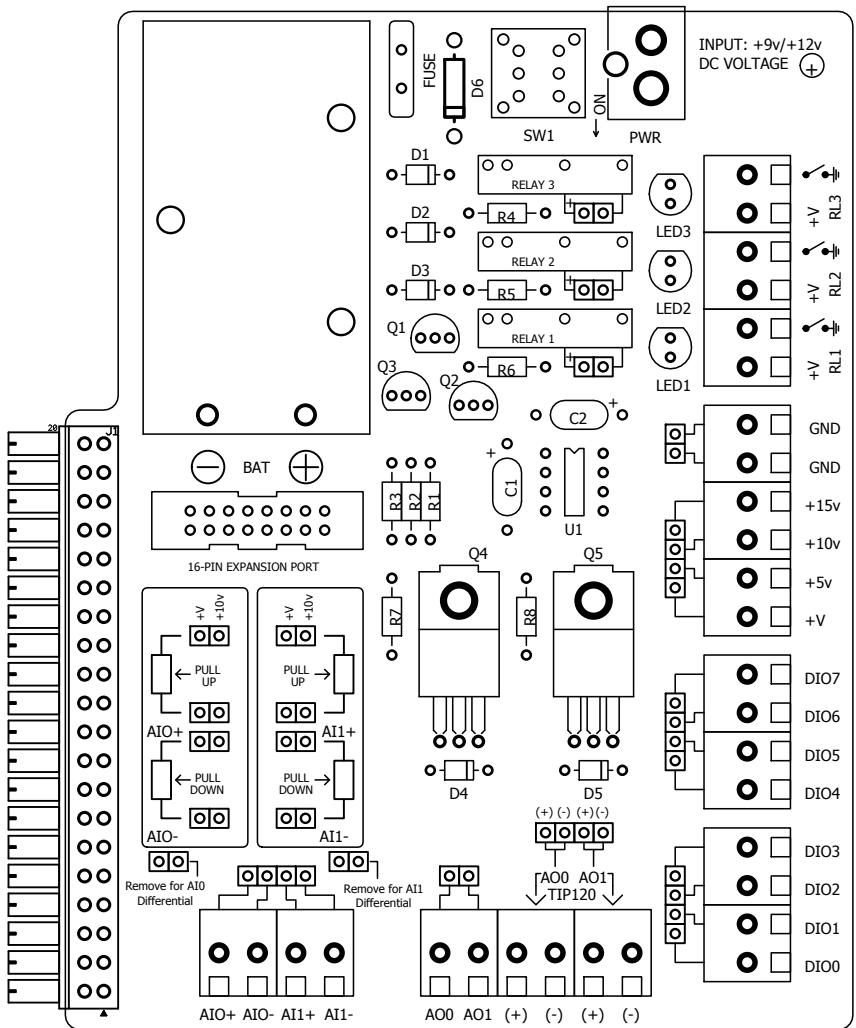 INPUT: +9v/+12v
DC VOLTAGE +
FUSE
D6
SW1
ON
PWR
D1
RELAY 3
+
R4
LED3
+V
RL3
D2
RELAY 2
+
R5
LED2
+V
RL2
D3
RELAY 1
+
R6
LED1
+V
RL1
Q1
Q3
Q2
C2
+
20
J1
BAT
+
C1
R3
R2
R1
U1
16-PIN EXPANSION PORT
GND
GND
+15v
+10v
+5v
+V
Q4
Q5
R7
R8
+V
+10v
PULL
UP
AIO+
+V
+10v
PULL
UP
AI1+
PULL
DOWN
AIO-
PULL
DOWN
AI1-
D4
D5
DIO7
DIO6
DIO5
DIO4
(+) (-) (+) (-)
AO0 AO1
TIP120
DIO3
DIO2
DIO1
DIO0
Remove for AI0
Differential
Remove for AI1
Differential
AIO+ AIO- AI1+ AI1-
AO0 AO1 (+) (-) (+) (-)